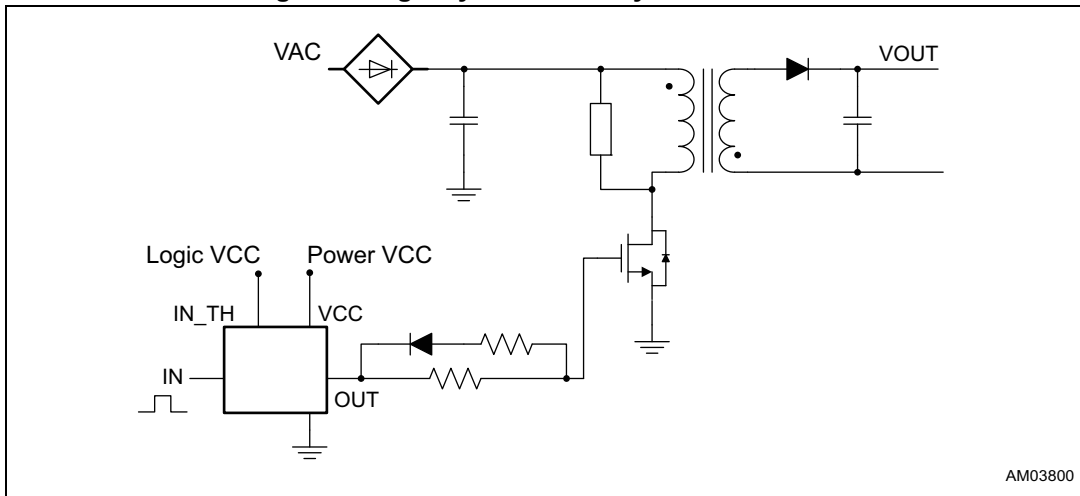 VAC
VOUT
Logic VCC
Power VCC
IN_TH
VCC
IN
OUT
AM03800